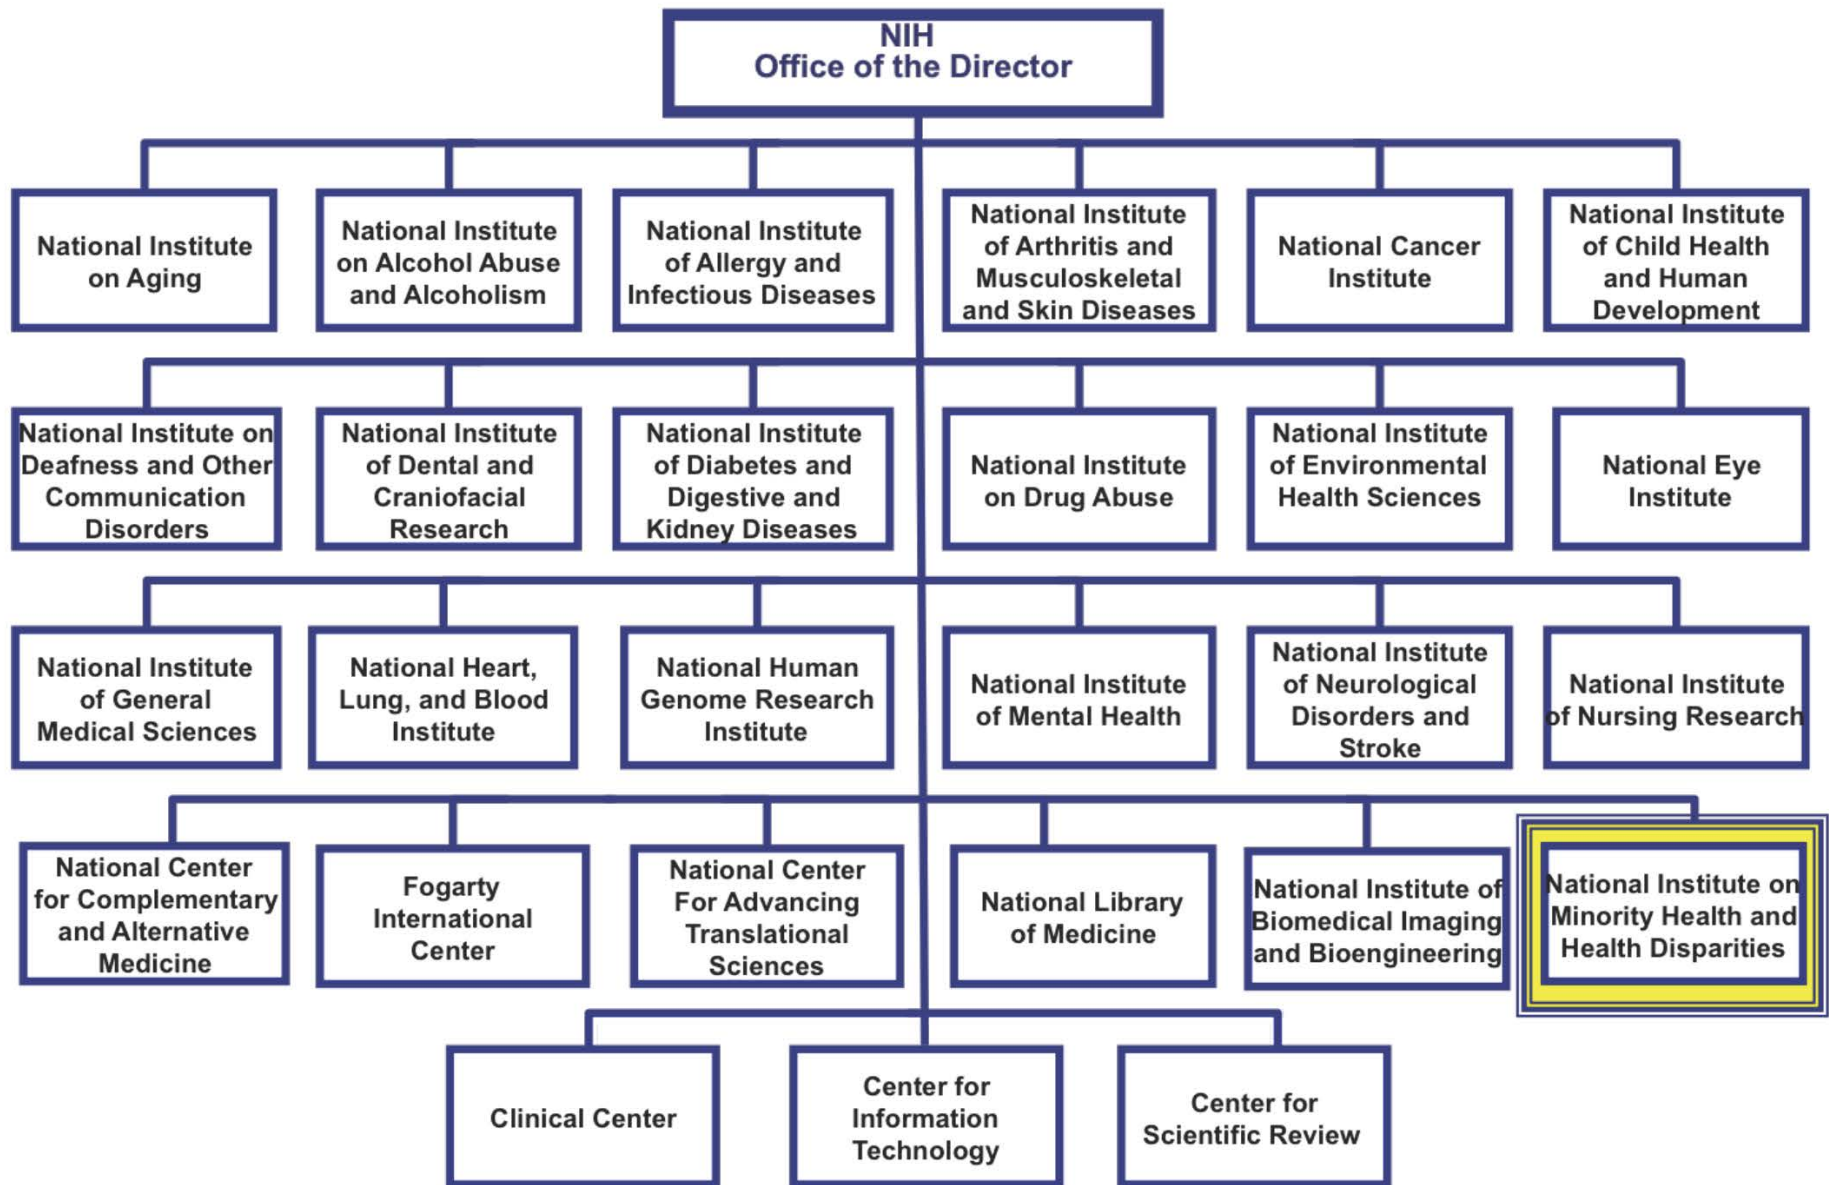 NIH
Office of the Director
National Institute
on Aging
National Institute
on Alcohol Abuse
and Alcoholism
National Institute
of Allergy and
Infectious Diseases
National Institute
of Arthritis and
Musculoskeletal
and Skin Diseases
National Cancer
Institute
National Institute
of Child Health
and Human
Development
National Institute on
Deafness and Other
Communication
Disorders
National Institute
of Dental and
Craniofacial
Research
National Institute
of Diabetes and
Digestive and
Kidney Diseases
National Institute
on Drug Abuse
National Institute
of Environmental
Health Sciences
National Eye
Institute
National Institute
of General
Medical Sciences
National Heart,
Lung, and Blood
Institute
National Human
Genome Research
Institute
National Institute
of Mental Health
National Institute
of Neurological
Disorders and
Stroke
National Institute
of Nursing Research
National Center
for Complementary
and Alternative
Medicine
Fogarty
International
Center
National Center
For Advancing
Translational
Sciences
National Library
of Medicine
National Institute of
Biomedical Imaging
and Bioengineering
National Institute on
Minority Health and
Health Disparities
Clinical Center
Center for
Information
Technology
Center for
Scientific Review